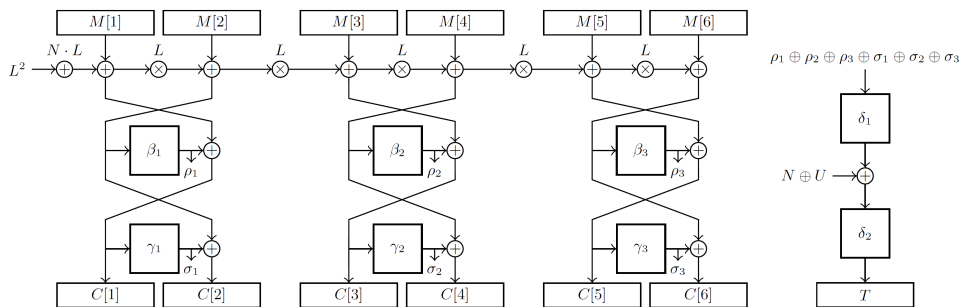 M[1] M[2] M[3] M[4] M[5] M[6]
N · L L L L L L
L² ρ₁ ⊕ ρ₂ ⊕ ρ₃ ⊕ σ₁ ⊕ σ₂ ⊕ σ₃
δ₁
β₁ β₂ β₃
ρ₁ ρ₂ ρ₃ N ⊕ U
δ₂
γ₁ γ₂ γ₃
σ₁ σ₂ σ₃
C[1] C[2] C[3] C[4] C[5] C[6] T